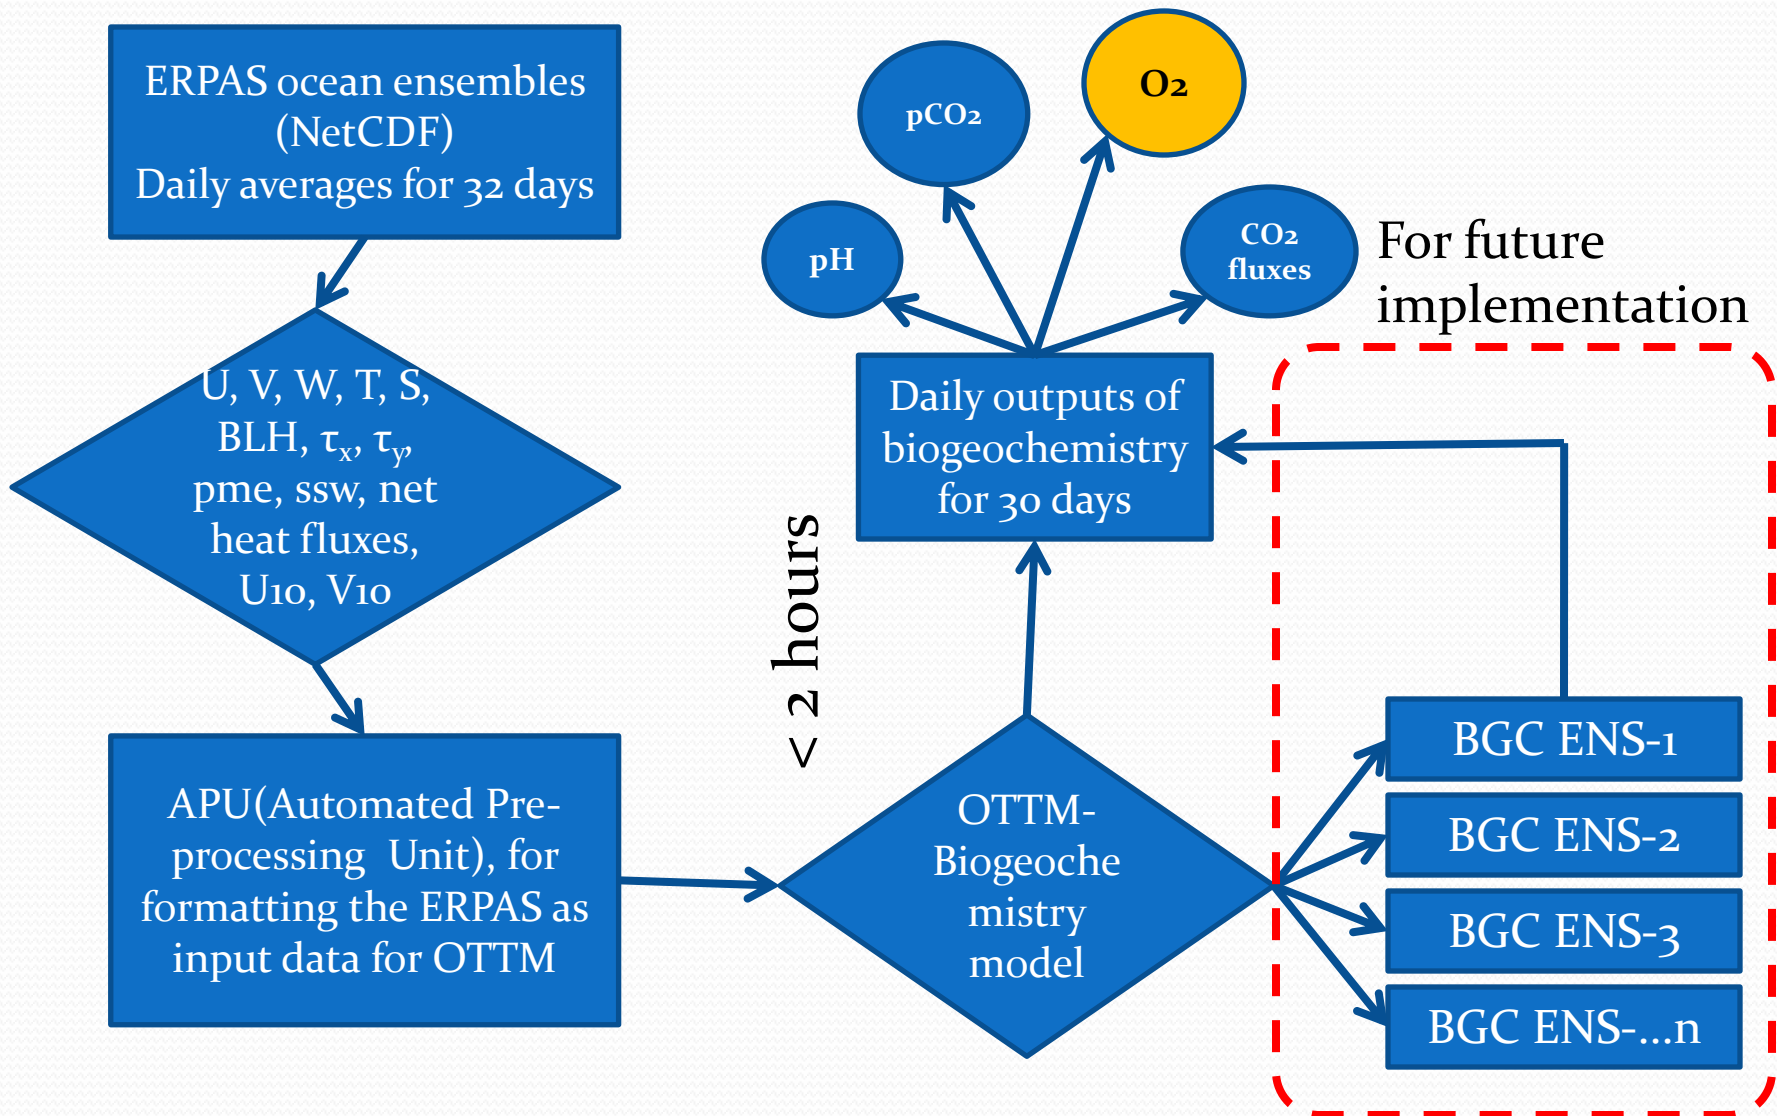 ERPAS ocean ensembles
(NetCDF)
Daily averages for 32 days
U, V, W, T, S,
BLH, τx, τy,
pme, ssw, net
heat fluxes,
U10, V10
APU(Automated Pre-
processing Unit), for
formatting the ERPAS as
input data for OTTM
< 2 hours
OTTM-
Biogeoche
mistry
model
Daily outputs of
biogeochemistry
for 30 days
pH
pCO2
O2
CO2
fluxes
For future
implementation
BGC ENS-1
BGC ENS-2
BGC ENS-3
BGC ENS-...n